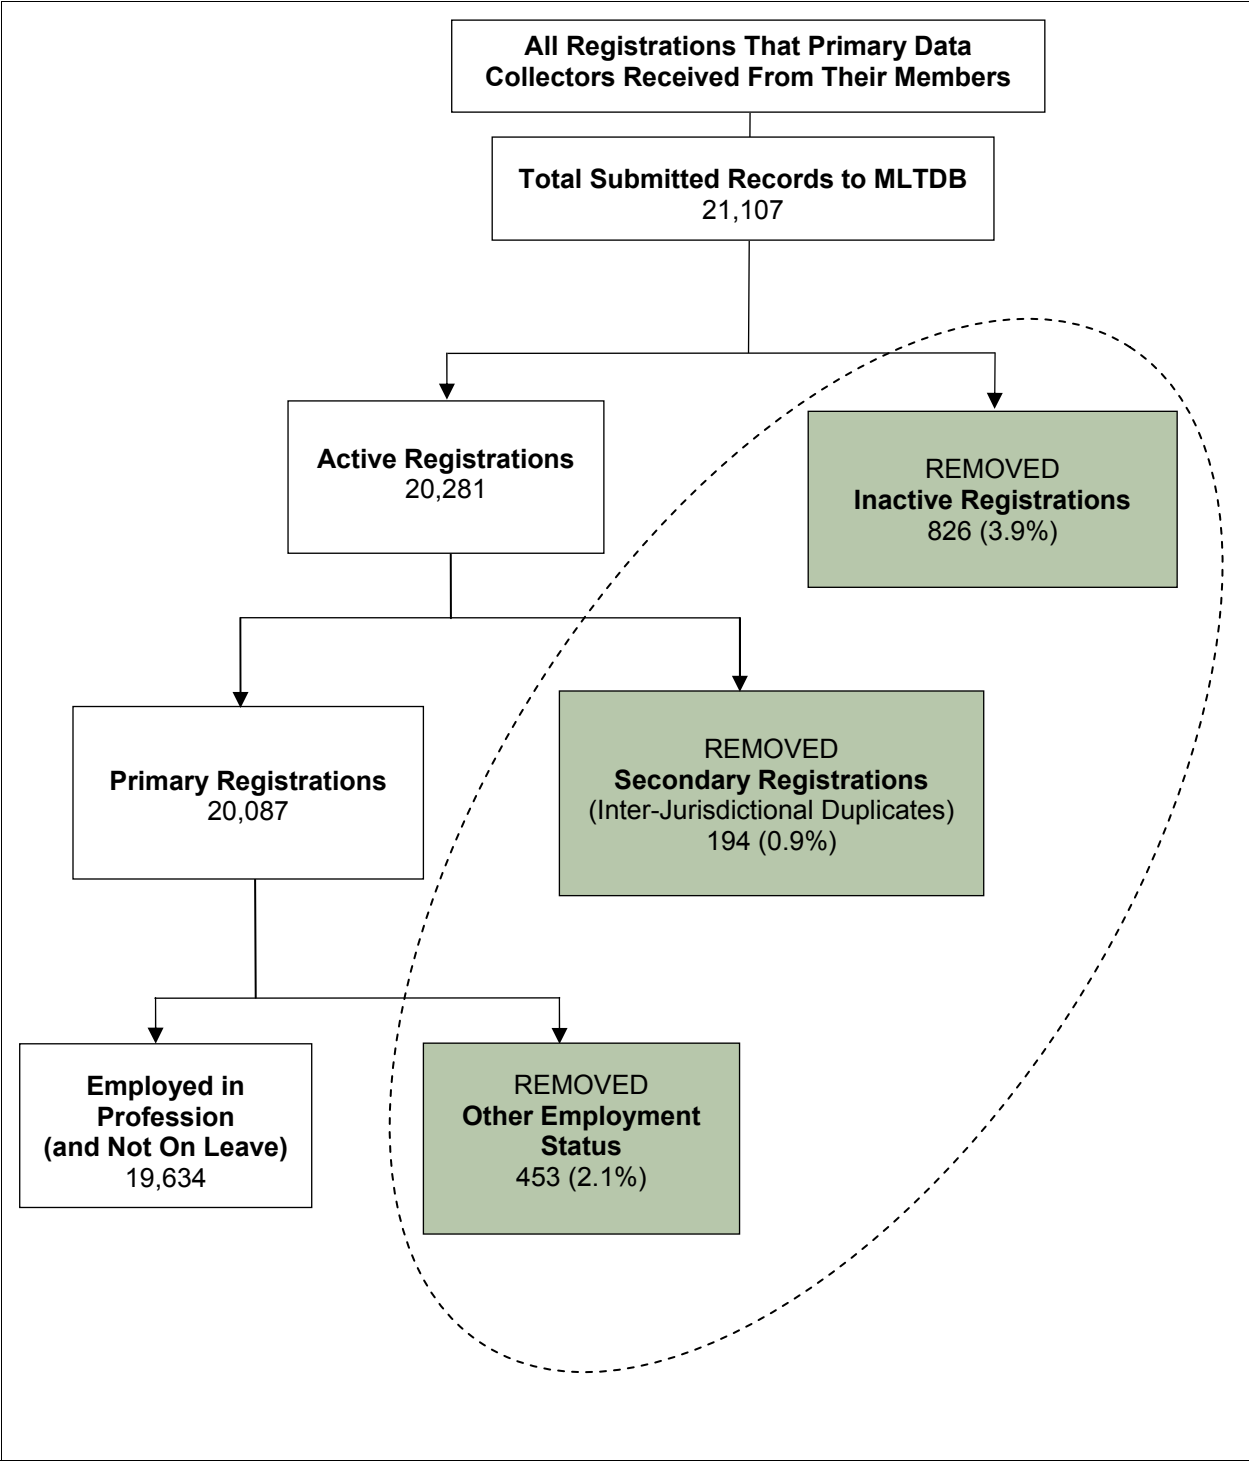 All Registrations That Primary Data
Collectors Received From Their Members
Total Submitted Records to MLTDB
21,107
Active Registrations
20,281
REMOVED
Inactive Registrations
826 (3.9%)
Primary Registrations
20,087
REMOVED
Secondary Registrations
(Inter-Jurisdictional Duplicates)
194 (0.9%)
Employed in
Profession
(and Not On Leave)
19,634
REMOVED
Other Employment
Status
453 (2.1%)